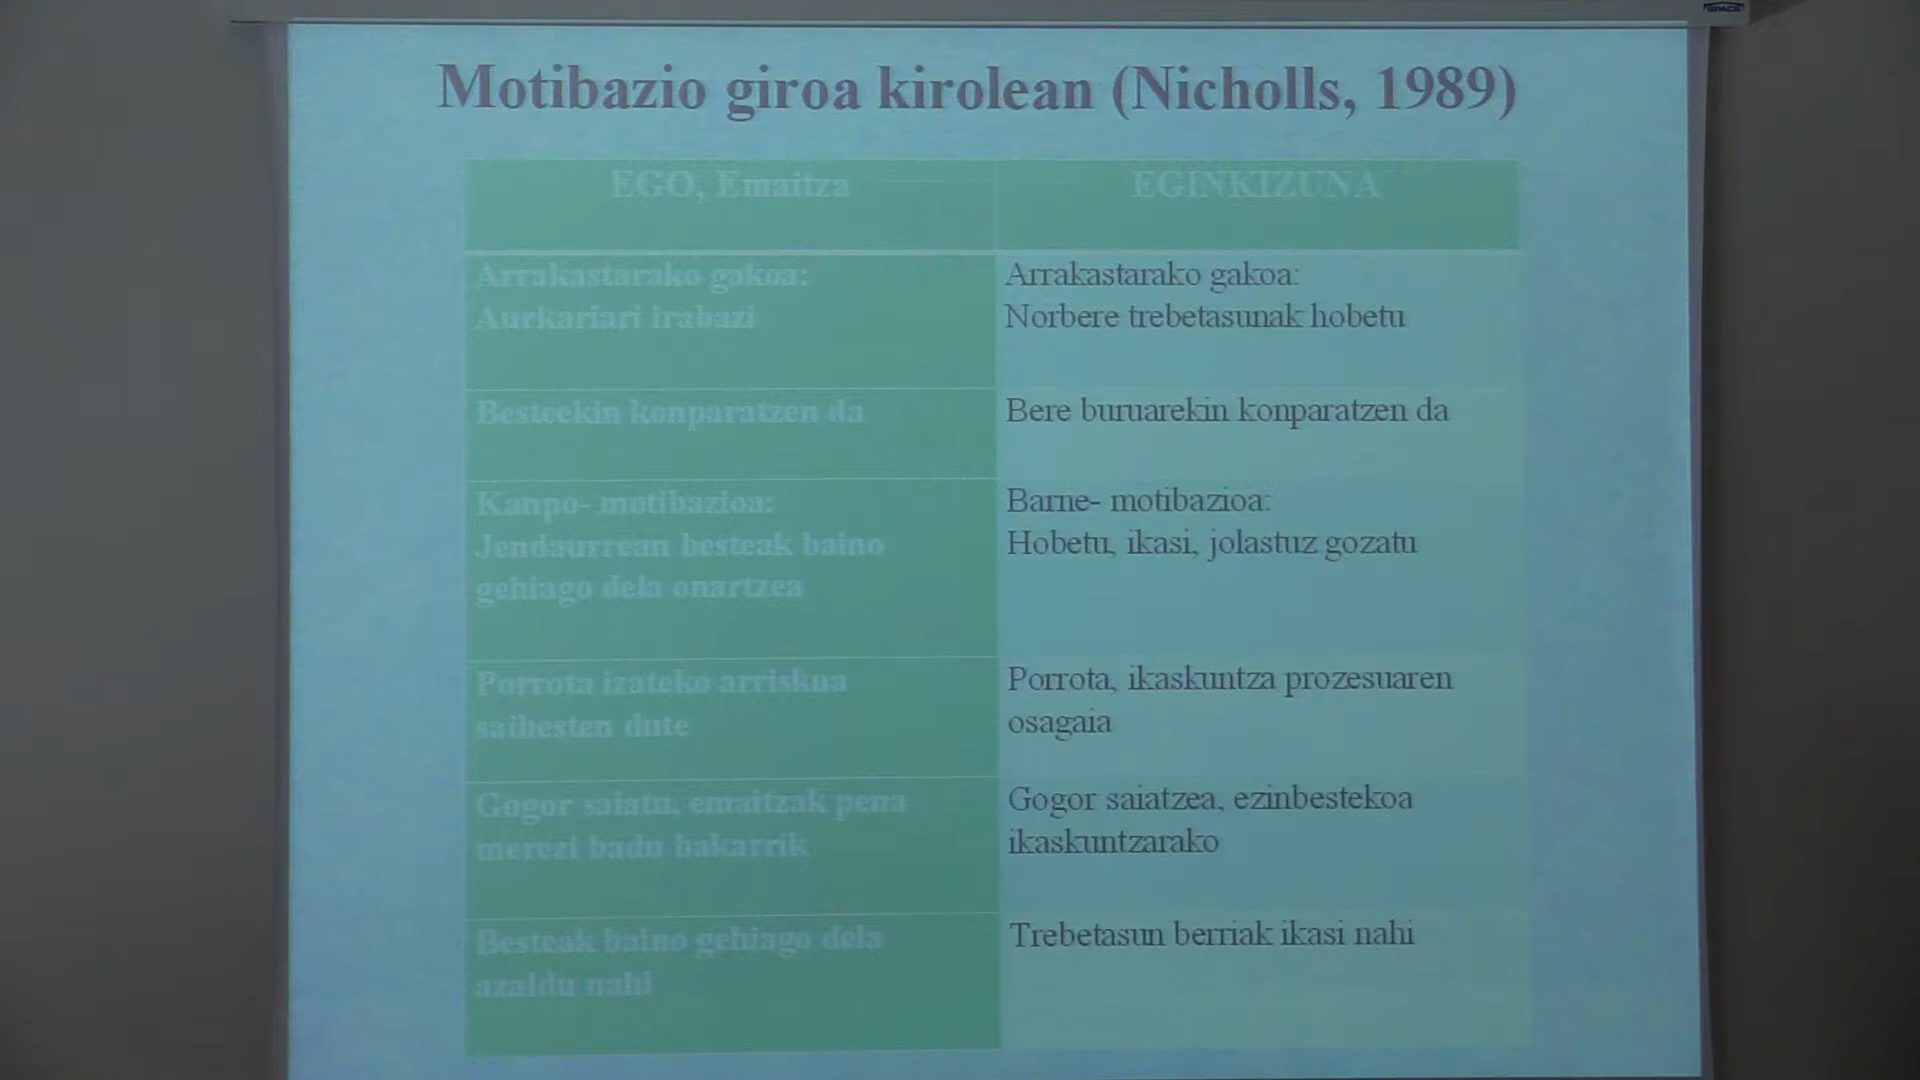 Motibazio giroa kirolean (Nicholls, 1989)
EGO, Emaitza
EGINKIZUNA
Arrakastarako gakoa:
Aurkariari irabazi
Arrakastarako gakoa:
Norbere trebetasunak hobetu
Besteekin konparatzen da
Bere buruarekin konparatzen da
Kanpo- motibazioa:
Jendaurrean besteak baino
gehiago dela onartzea
Barne- motibazioa:
Hobetu, ikasi, jolastuz gozatu
Porrota izateko arriskua
saihesten dute
Porrota, ikaskuntza prozesuaren
osagaia
Gogor saiatu, emaitzak pena
merezi badu bakarrik
Gogor saiatzea, ezinbestekoa
ikaskuntzarako
Besteak baino gehiago dela
azaldu nahi
Trebetasun berriak ikasi nahi